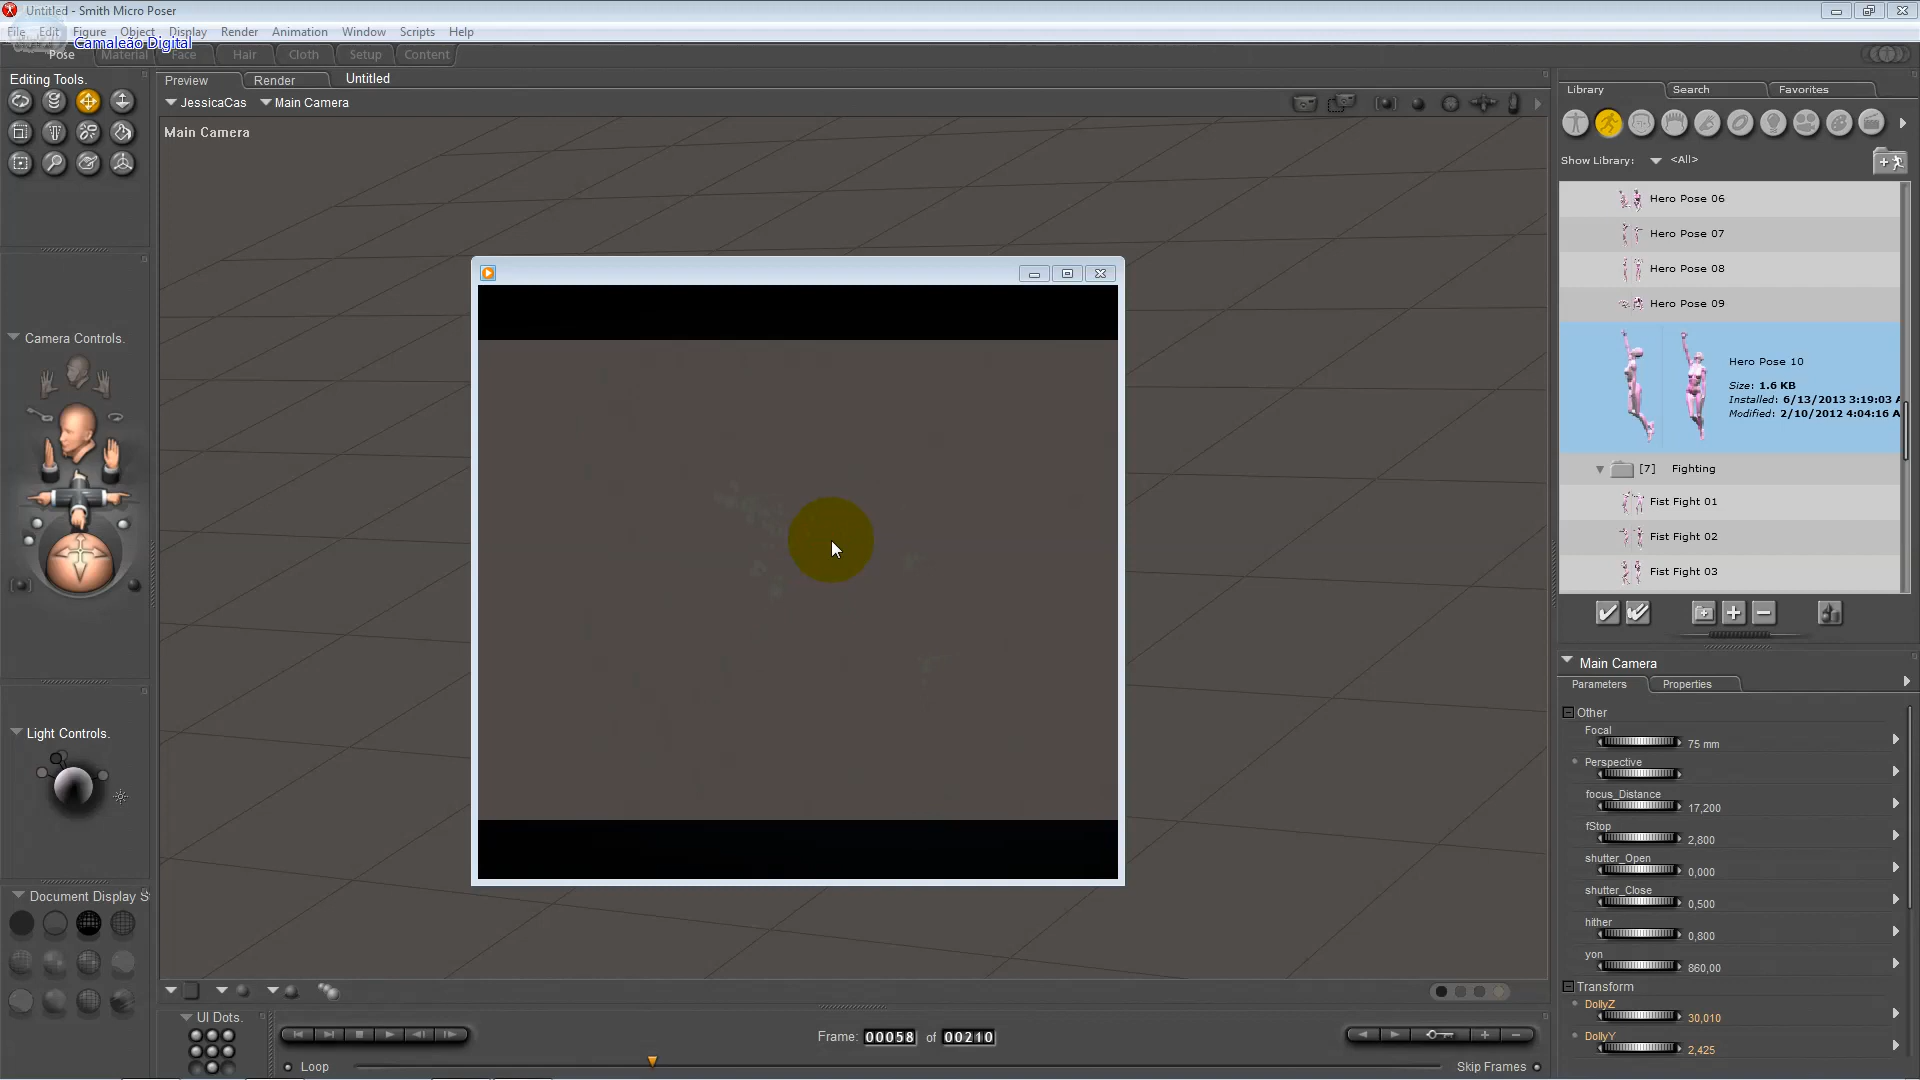 Untitled - Smith Micro Poser
File Edit Figure Object Display Render Animation Window Scripts Help
Camaleão Digital
Pose Material Face Hair Cloth Setup Content
Editing Tools.
Preview Render Untitled
JessicaCas Main Camera
Main Camera
Camera Controls.
Light Controls.
Document Display S
UI Dots.
Frame: 00058 of 00210
Loop
Skip Frames
Library Search Favorites
Show Library: <All>
Hero Pose 06
Hero Pose 07
Hero Pose 08
Hero Pose 09
Hero Pose 10
Size: 1.6 KB
Installed: 6/13/2013 3:19:03 A
Modified: 2/10/2012 4:04:16 A
[7] Fighting
Fist Fight 01
Fist Fight 02
Fist Fight 03
Main Camera
Parameters Properties
Other
Focal
75 mm
Perspective
focus_Distance
17,200
fStop
2,800
shutter_Open
0,000
shutter_Close
0,500
hither
0,800
yon
860,00
Transform
DollyZ
30,010
DollyY
2,425